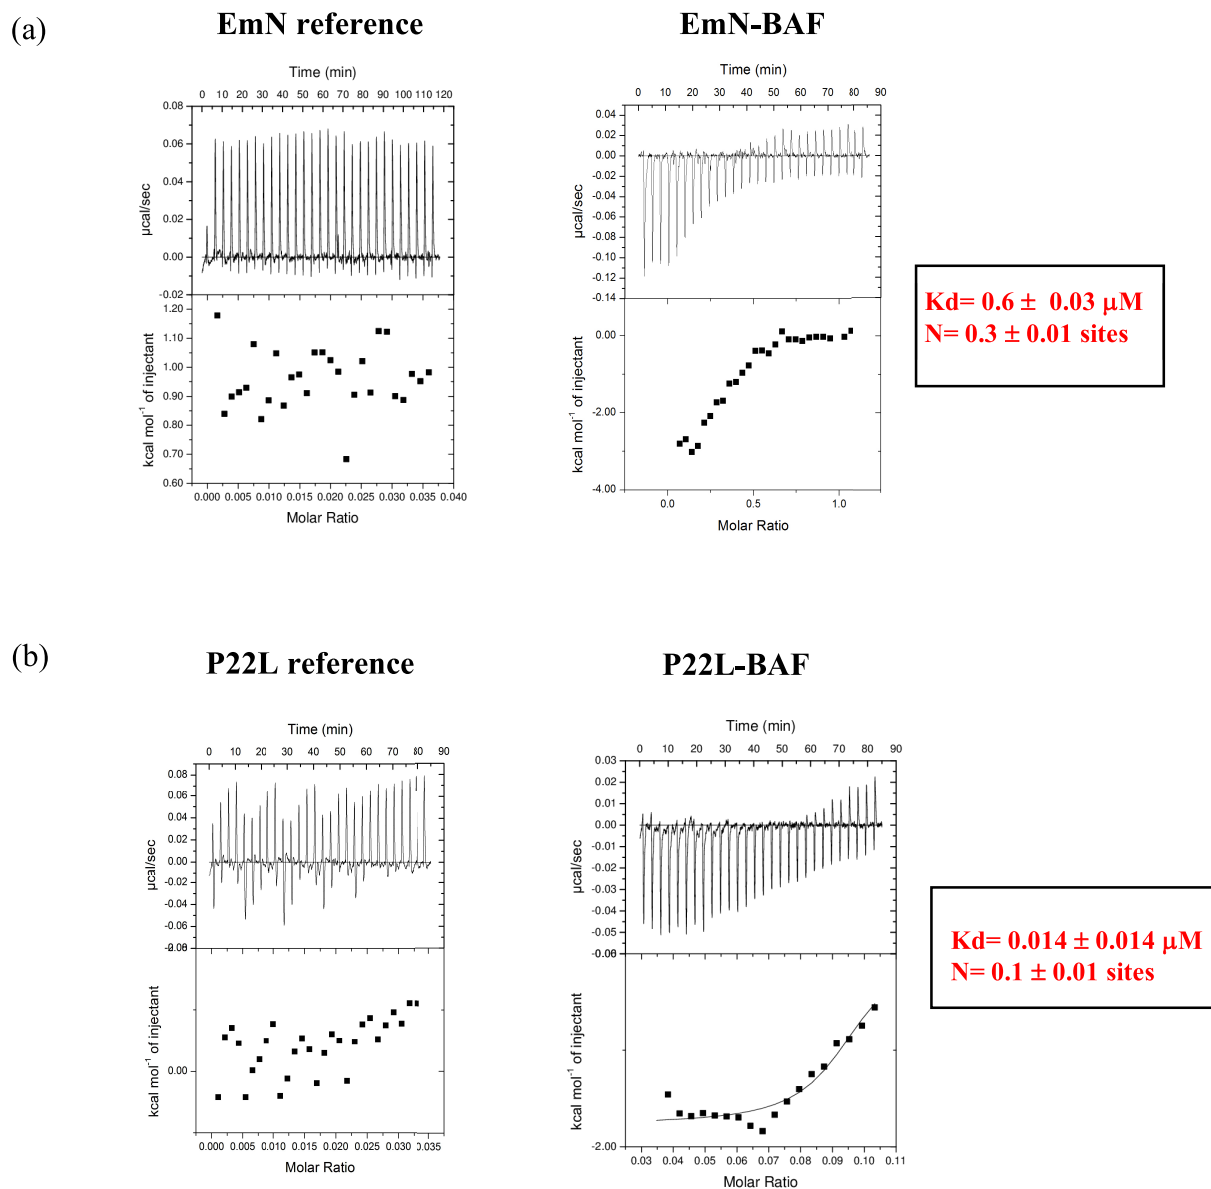 (a)
EmN reference
EmN-BAF
Time (min)
0 10 20 30 40 50 60 70 80 90 100 110 120
0.08
0.06
0.04
0.02
0.00
-0.02
µcal/sec
1.20
1.10
1.00
0.90
0.80
0.70
0.60
kcal mol⁻¹ of injectant
0.000 0.005 0.010 0.015 0.020 0.025 0.030 0.035 0.040
Molar Ratio
Time (min)
0 10 20 30 40 50 60 70 80 90
0.04
0.02
0.00
-0.02
-0.04
-0.06
-0.08
-0.10
-0.12
-0.14
µcal/sec
0.00
-2.00
-4.00
kcal mol⁻¹ of injectant
0.0 0.5 1.0
Molar Ratio
Kd= 0.6 ± 0.03 µM
N= 0.3 ± 0.01 sites
(b)
P22L reference
P22L-BAF
Time (min)
0 10 20 30 40 50 60 70 80 90
0.08
0.06
0.04
0.02
0.00
-0.02
-0.04
-0.06
µcal/sec
0.00
kcal mol⁻¹ of injectant
0.000 0.005 0.010 0.015 0.020 0.025 0.030 0.035
Molar Ratio
Time (min)
0 10 20 30 40 50 60 70 80 90
0.03
0.02
0.01
0.00
-0.01
-0.02
-0.03
-0.04
-0.05
µcal/sec
-2.00
kcal mol⁻¹ of injectant
0.03 0.04 0.05 0.06 0.07 0.08 0.09 0.10 0.11
Molar Ratio
Kd= 0.014 ± 0.014 µM
N= 0.1 ± 0.01 sites